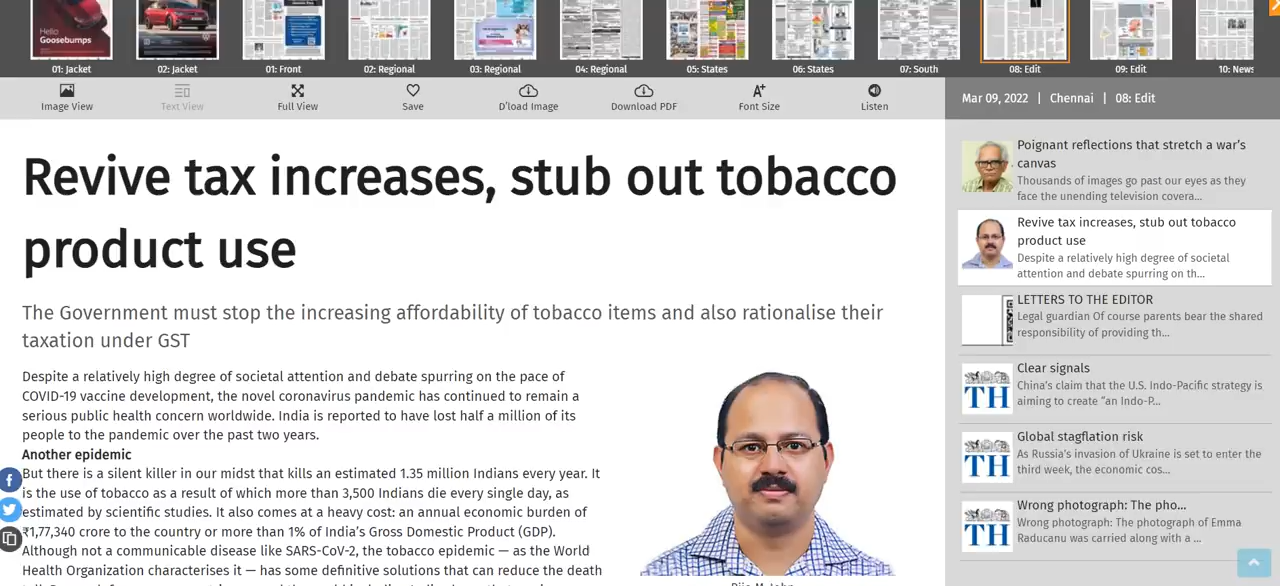 Hello
Goosebumps
01: Jacket
02: Jacket
01: Front
02: Regional
03: Regional
04: Regional
05: States
06: States
07: South
08: Edit
09: Edit
10: News
Image View
Text View
Full View
Save
D'load Image
Download PDF
Font Size
Listen
Mar 09, 2022 | Chennai | 08: Edit
Revive tax increases, stub out tobacco
product use
The Government must stop the increasing affordability of tobacco items and also rationalise their
taxation under GST
Despite a relatively high degree of societal attention and debate spurring on the pace of
COVID-19 vaccine development, the novel coronavirus pandemic has continued to remain a
serious public health concern worldwide. India is reported to have lost half a million of its
people to the pandemic over the past two years.
Another epidemic
But there is a silent killer in our midst that kills an estimated 1.35 million Indians every year. It
is the use of tobacco as a result of which more than 3,500 Indians die every single day, as
estimated by scientific studies. It also comes at a heavy cost: an annual economic burden of
₹1,77,340 crore to the country or more than 1% of India's Gross Domestic Product (GDP).
Although not a communicable disease like SARS-CoV-2, the tobacco epidemic — as the World
Health Organization characterises it — has some definitive solutions that can reduce the death
Poignant reflections that stretch a war's
canvas
Thousands of images go past our eyes as they
face the unending television covera...
Revive tax increases, stub out tobacco
product use
Despite a relatively high degree of societal
attention and debate spurring on th...
LETTERS TO THE EDITOR
Legal guardian Of course parents bear the shared
responsibility of providing th...
TH
Clear signals
China's claim that the U.S. Indo-Pacific strategy is
aiming to create "an Indo-P...
TH
Global stagflation risk
As Russia's invasion of Ukraine is set to enter the
third week, the economic cos...
TH
Wrong photograph: The pho...
Wrong photograph: The photograph of Emma
Raducanu was carried along with a ...